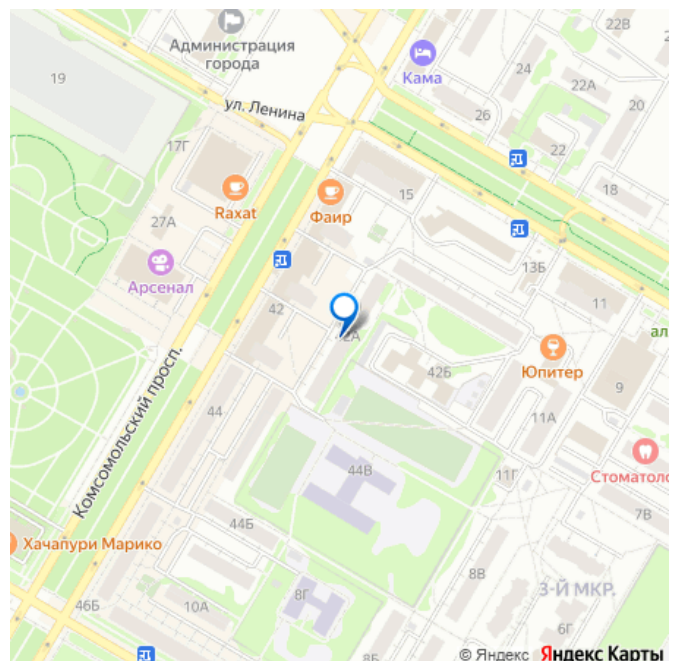 22В
Администрация
города
24
Кама
22А
19
20
ул. Ленина
26
17Г
22
18
15
Raxat
Фаир
27А
13Б
Арсенал
11
42
42А
ал
Юпитер
42Б
9
Комсомольский просп.
44
11А
44В
11Г
Стоматоло
7В
44Б
Хачапури Марико
8В
8Г
3-Й МКР.
46Б
10А
6Г
8Б
© Яндекс Яндекс Карты